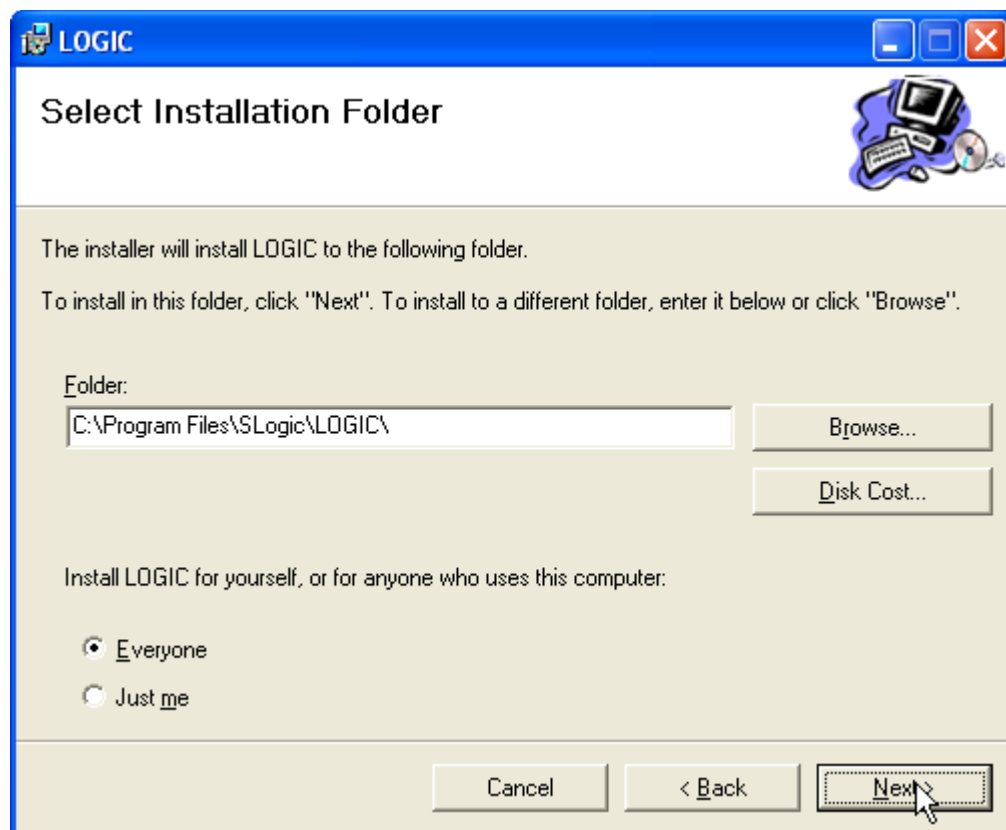 LOGIC
Select Installation Folder
The installer will install LOGIC to the following folder.
To install in this folder, click "Next". To install to a different folder, enter it below or click "Browse".
Folder:
C:\Program Files\SLogic\LOGIC\
Browse...
Disk Cost...
Install LOGIC for yourself, or for anyone who uses this computer:
Everyone
Just me
Cancel
< Back
Next >